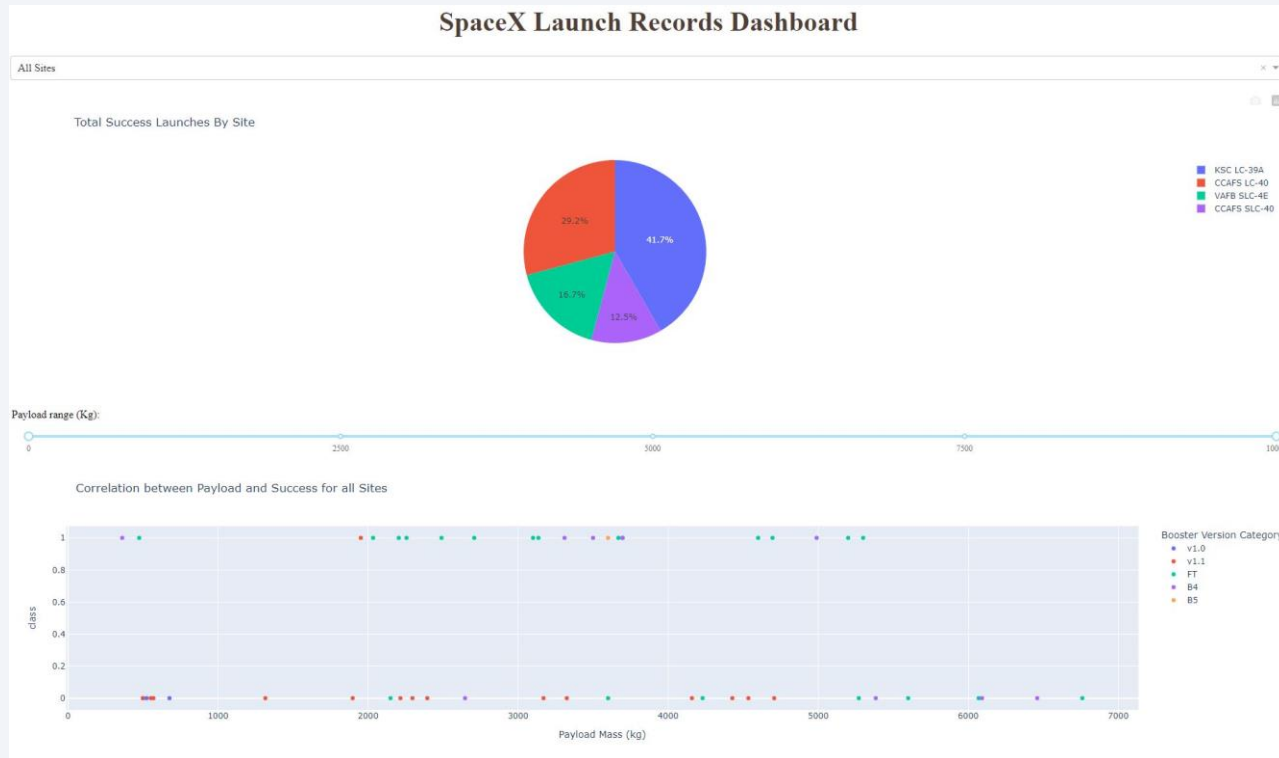 SpaceX Launch Records Dashboard
All Sites
Total Success Launches By Site
KSC LC-39A
CCAFS LC-40
VAFB SLC-4E
CCAFS SLC-40
29.2%
41.7%
16.7%
12.5%
Payload range (Kg):
0 2500 5000 7500 1000
Correlation between Payload and Success for all Sites
Booster Version Category
v1.0
v1.1
FT
B4
B5
class
1
0.8
0.6
0.4
0.2
0
0 1000 2000 3000 4000 5000 6000 7000
Payload Mass (kg)